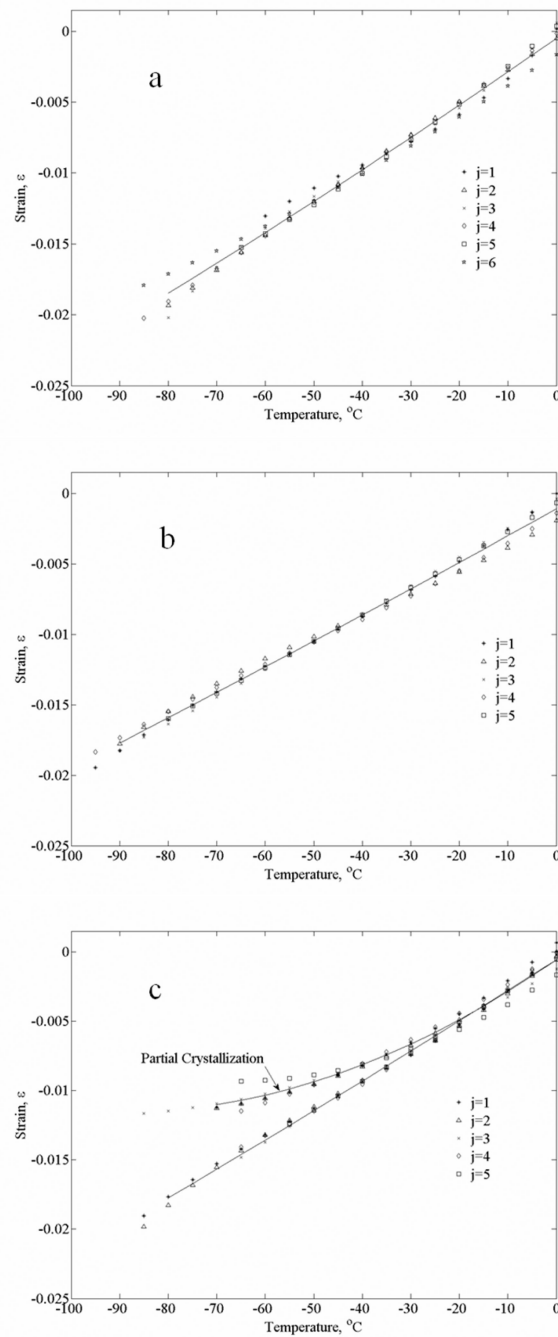 a
0
-0.005
-0.01
-0.015
-0.02
-0.025
Strain, ε
j=1
j=2
j=3
j=4
j=5
j=6
-100 -90 -80 -70 -60 -50 -40 -30 -20 -10 0
Temperature, °C
b
0
-0.005
-0.01
-0.015
-0.02
-0.025
Strain, ε
j=1
j=2
j=3
j=4
j=5
-100 -90 -80 -70 -60 -50 -40 -30 -20 -10 0
Temperature, °C
c
0
-0.005
-0.01
-0.015
-0.02
-0.025
Strain, ε
Partial Crystallization
j=1
j=2
j=3
j=4
j=5
-100 -90 -80 -70 -60 -50 -40 -30 -20 -10 0
Temperature, °C